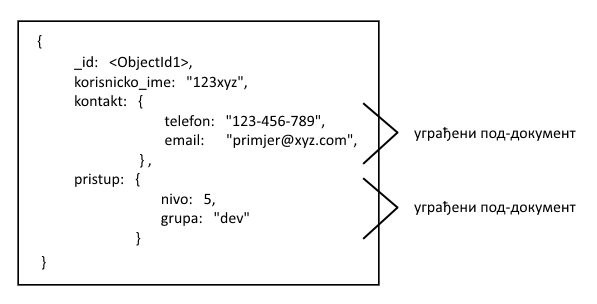 {
_id: <ObjectId1>,
korisnicko_ime: "123xyz",
kontakt: {
telefon: "123-456-789",
email: "primjer@xyz.com",
},
pristup: {
nivo: 5,
grupa: "dev"
}
}
уграђени под-документ
уграђени под-документ